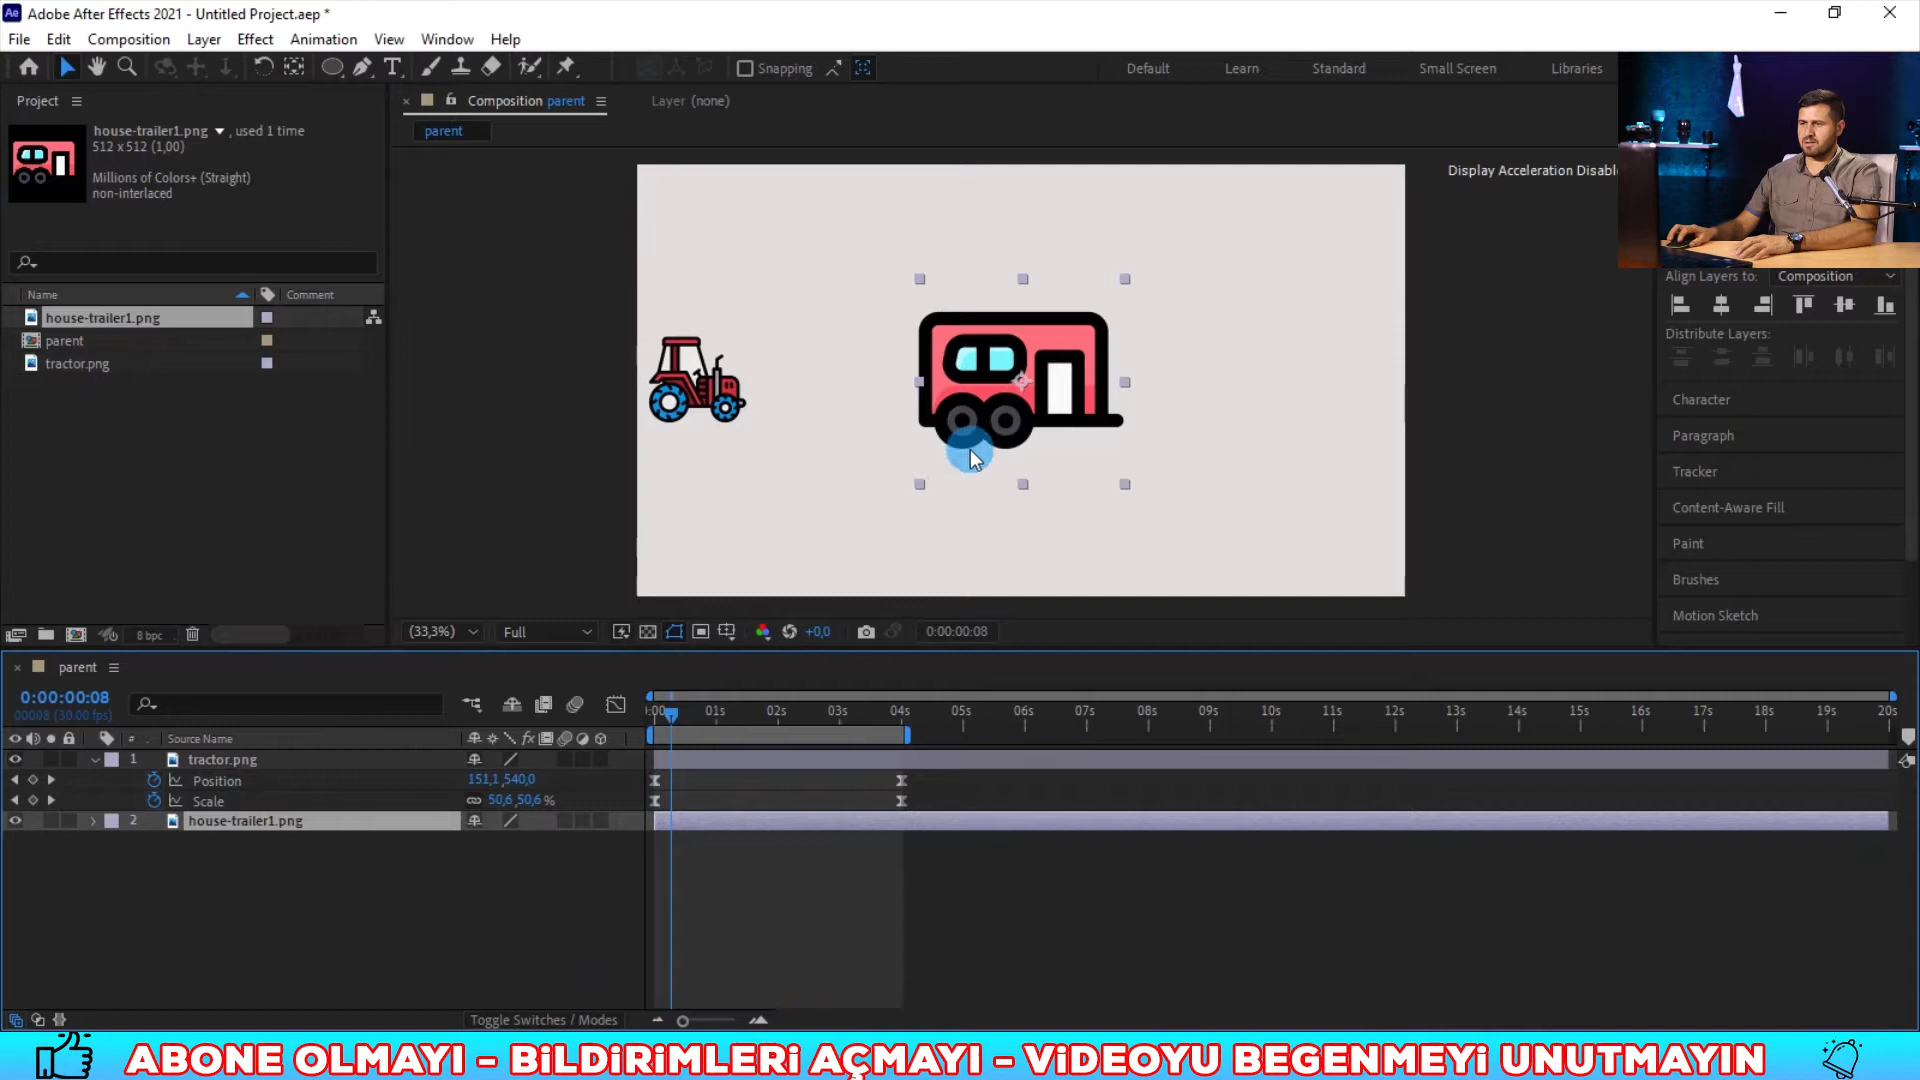 Ae Adobe After Effects 2021 - Untitled Project.aep *
File Edit Composition Layer Effect Animation View Window Help
Snapping
Default Learn Standard Small Screen Libraries
Project
Composition parent
Layer (none)
house-trailer1.png , used 1 time
512 x 512 (1,00)
Millions of Colors+ (Straight)
non-interlaced
parent
Display Acceleration Disable
Name Comment
house-trailer1.png
parent
tractor.png
Align Layers to: Composition
Distribute Layers:
Character
Paragraph
Tracker
Content-Aware Fill
Paint
Brushes
Motion Sketch
8 bpc
(33,3%) Full +0,0 0:00:00:08
parent
0:00:00:08
00008 (30.00 fps)
01s 02s 03s 04s 05s 06s 07s 08s 09s 10s 11s 12s 13s 14s 15s 16s 17s 18s 19s 20s
# Source Name fx
1 tractor.png
Position 151,1 ,540,0
Scale 50,6 ,50,6 %
2 house-trailer1.png
Toggle Switches / Modes
ABONE OLMAYI - BiLDiRiMLERi AÇMAYI - ViDEOYU BEGENMEYi UNUTMAYIN